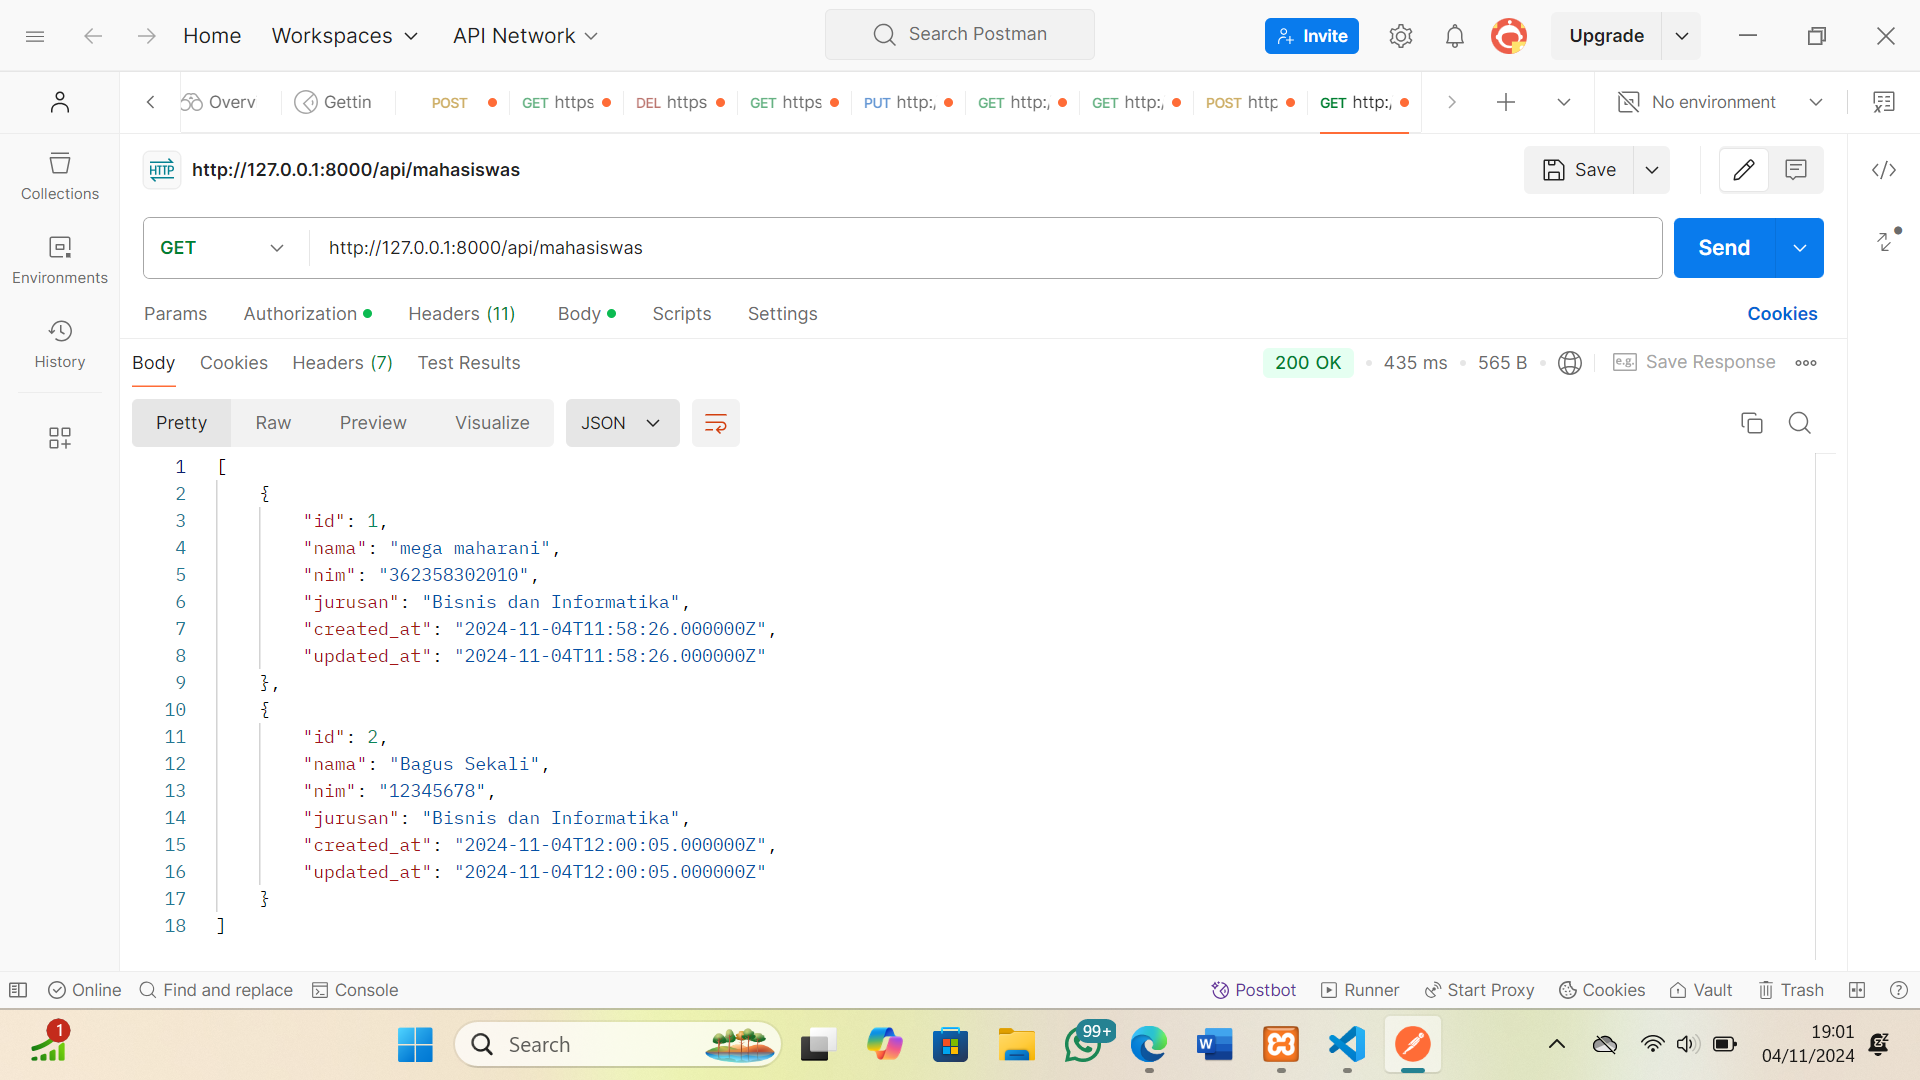 Home Workspaces API Network Search Postman Invite Upgrade
Overv Gettin POST GET https DEL https GET https PUT http:/ GET http:/ GET http:/ POST http GET http:/ No environment
HTTP http://127.0.0.1:8000/api/mahasiswas Save
Collections
GET http://127.0.0.1:8000/api/mahasiswas Send
Environments
Params Authorization Headers (11) Body Scripts Settings Cookies
History
Body Cookies Headers (7) Test Results 200 OK 435 ms 565 B e.g. Save Response
Pretty Raw Preview Visualize JSON
1 [
2 {
3 "id": 1,
4 "nama": "mega maharani",
5 "nim": "362358302010",
6 "jurusan": "Bisnis dan Informatika",
7 "created_at": "2024-11-04T11:58:26.000000Z",
8 "updated_at": "2024-11-04T11:58:26.000000Z"
9 },
10 {
11 "id": 2,
12 "nama": "Bagus Sekali",
13 "nim": "12345678",
14 "jurusan": "Bisnis dan Informatika",
15 "created_at": "2024-11-04T12:00:05.000000Z",
16 "updated_at": "2024-11-04T12:00:05.000000Z"
17 }
18 ]
Online Find and replace Console Postbot Runner Start Proxy Cookies Vault Trash
1 Search 99+ W 19:01
04/11/2024